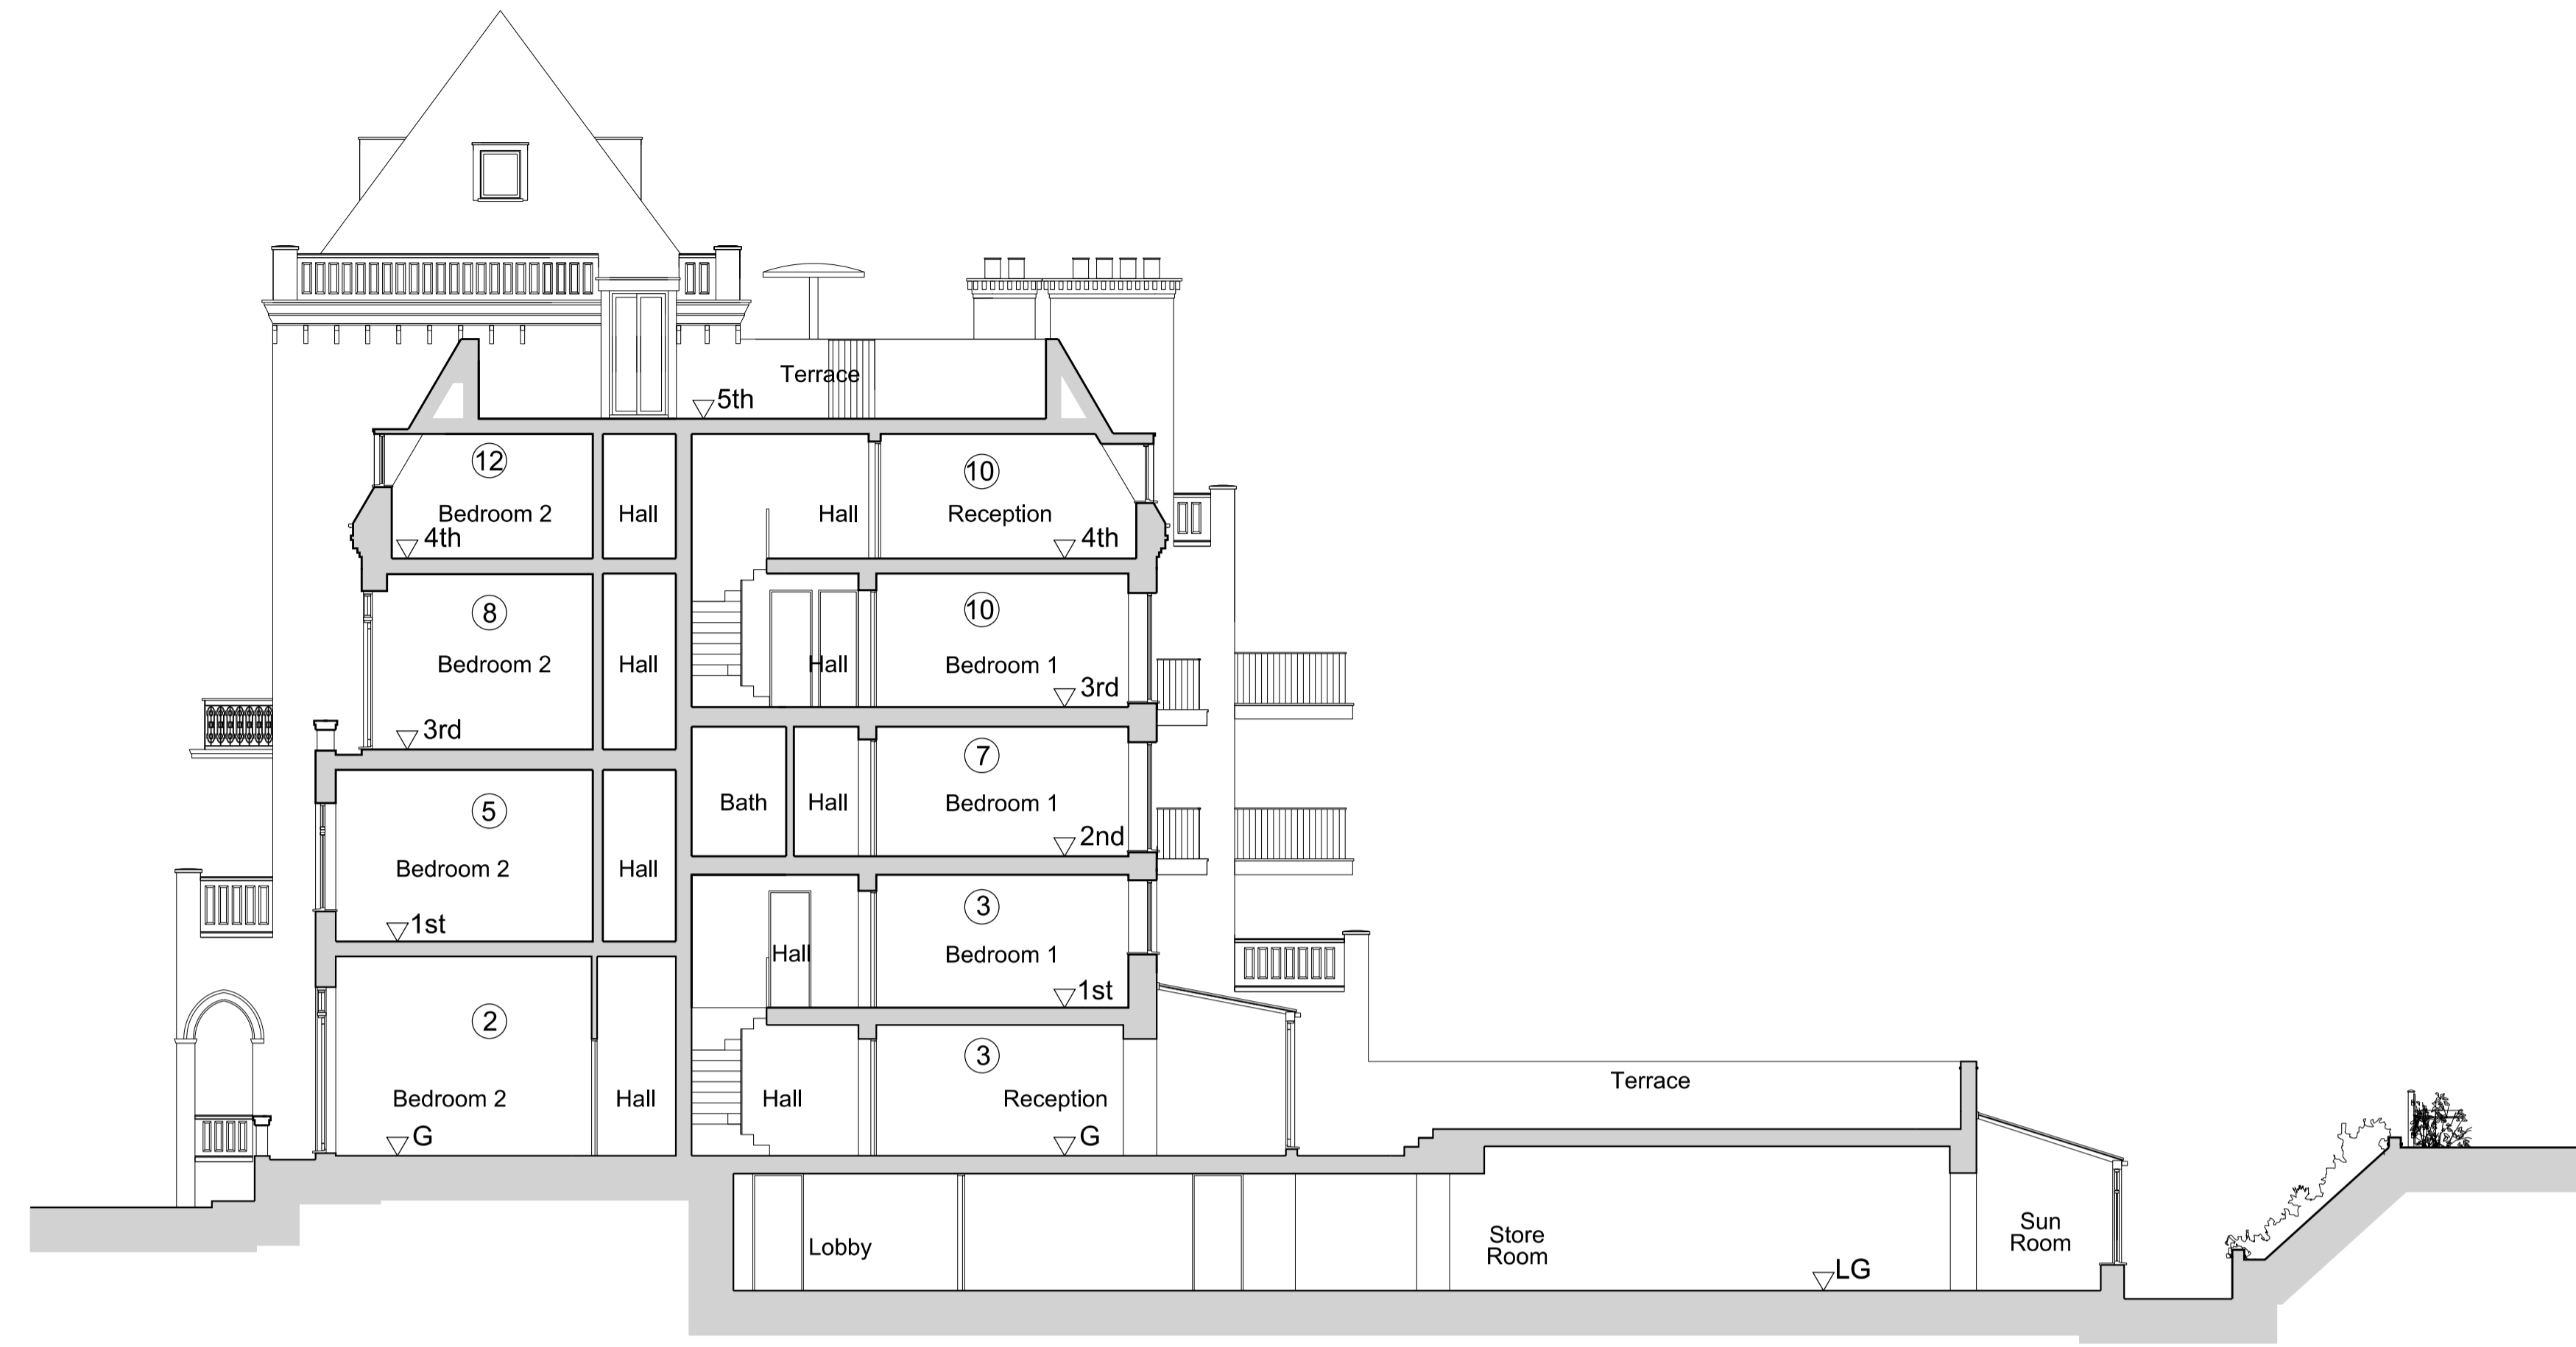 Terrace
5th
12
10
Bedroom 2
Hall
Hall
Reception
4th
4th
8
10
Bedroom 2
Hall
Hall
Bedroom 1
3rd
3rd
7
5
Bath
Hall
Bedroom 1
2nd
Bedroom 2
Hall
3
1st
Hall
Bedroom 1
1st
2
3
Terrace
Bedroom 2
Hall
Hall
Reception
G
G
Lobby
Store
Room
Sun
Room
LG